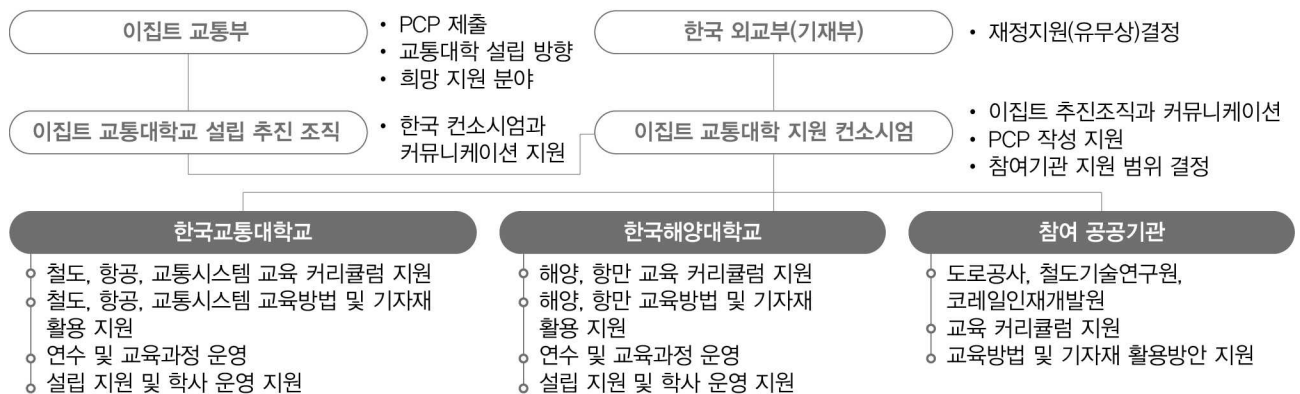 이집트 교통부
• PCP 제출
• 교통대학 설립 방향
• 희망 지원 분야
한국 외교부(기재부)
• 재정지원(유무상)결정
이집트 교통대학교 설립 추진 조직
• 한국 컨소시엄과
커뮤니케이션 지원
이집트 교통대학 지원 컨소시엄
• 이집트 추진조직과 커뮤니케이션
• PCP 작성 지원
• 참여기관 지원 범위 결정
한국교통대학교
철도, 항공, 교통시스템 교육 커리큘럼 지원
철도, 항공, 교통시스템 교육방법 및 기자재
활용 지원
연수 및 교육과정 운영
설립 지원 및 학사 운영 지원
한국해양대학교
해양, 항만 교육 커리큘럼 지원
해양, 항만 교육방법 및 기자재
활용 지원
연수 및 교육과정 운영
설립 지원 및 학사 운영 지원
참여 공공기관
도로공사, 철도기술연구원,
코레일인재개발원
교육 커리큘럼 지원
교육방법 및 기자재 활용방안 지원